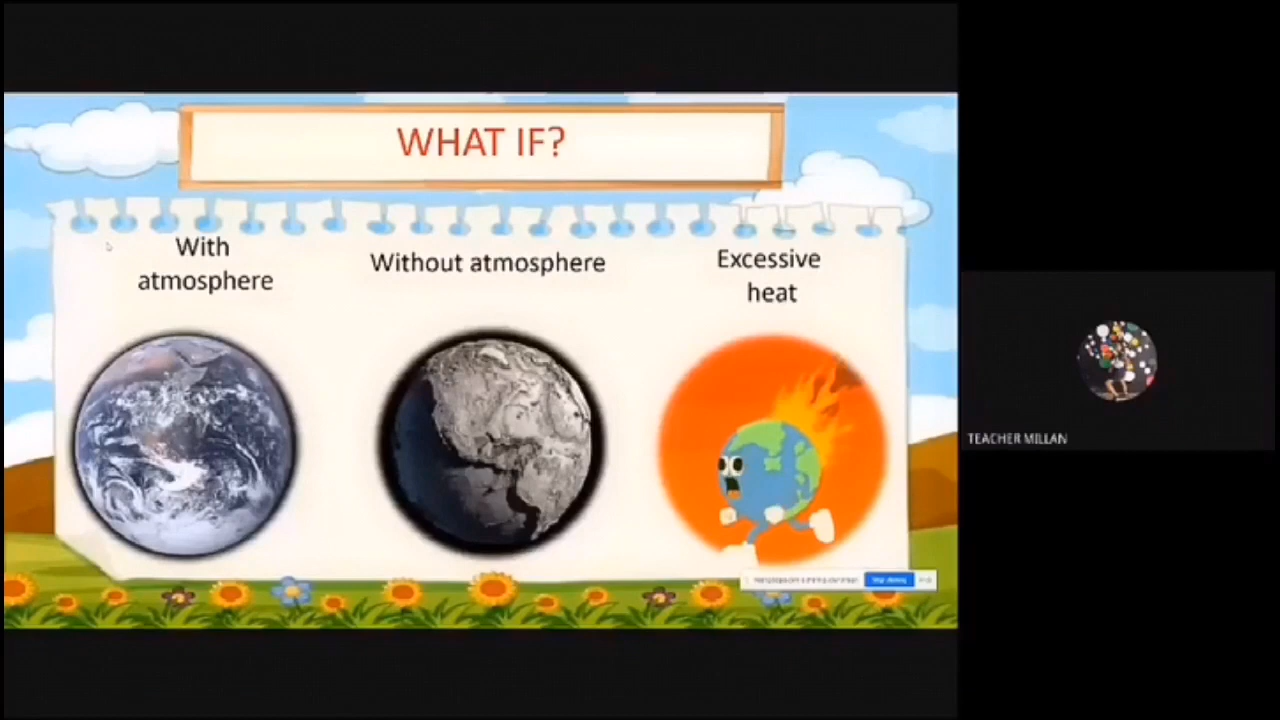 WHAT IF?
With
atmosphere
Without atmosphere
Excessive
heat
TEACHER MILLAN